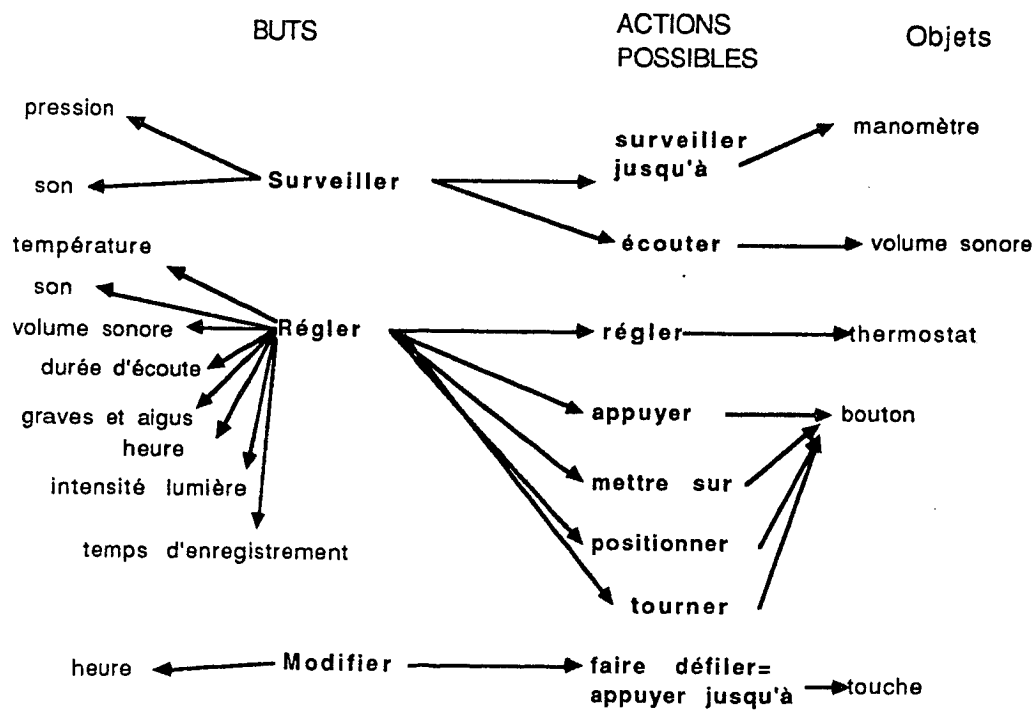 BUTS
ACTIONS
POSSIBLES
Objets
pression
surveiller
jusqu'à
manomètre
son
Surveiller
écouter
volume sonore
température
son
volume sonore
Régler
régler
thermostat
durée d'écoute
graves et aigus
appuyer
bouton
heure
intensité lumière
mettre sur
temps d'enregistrement
positionner
tourner
heure
Modifier
faire défiler=
appuyer jusqu'à
touche